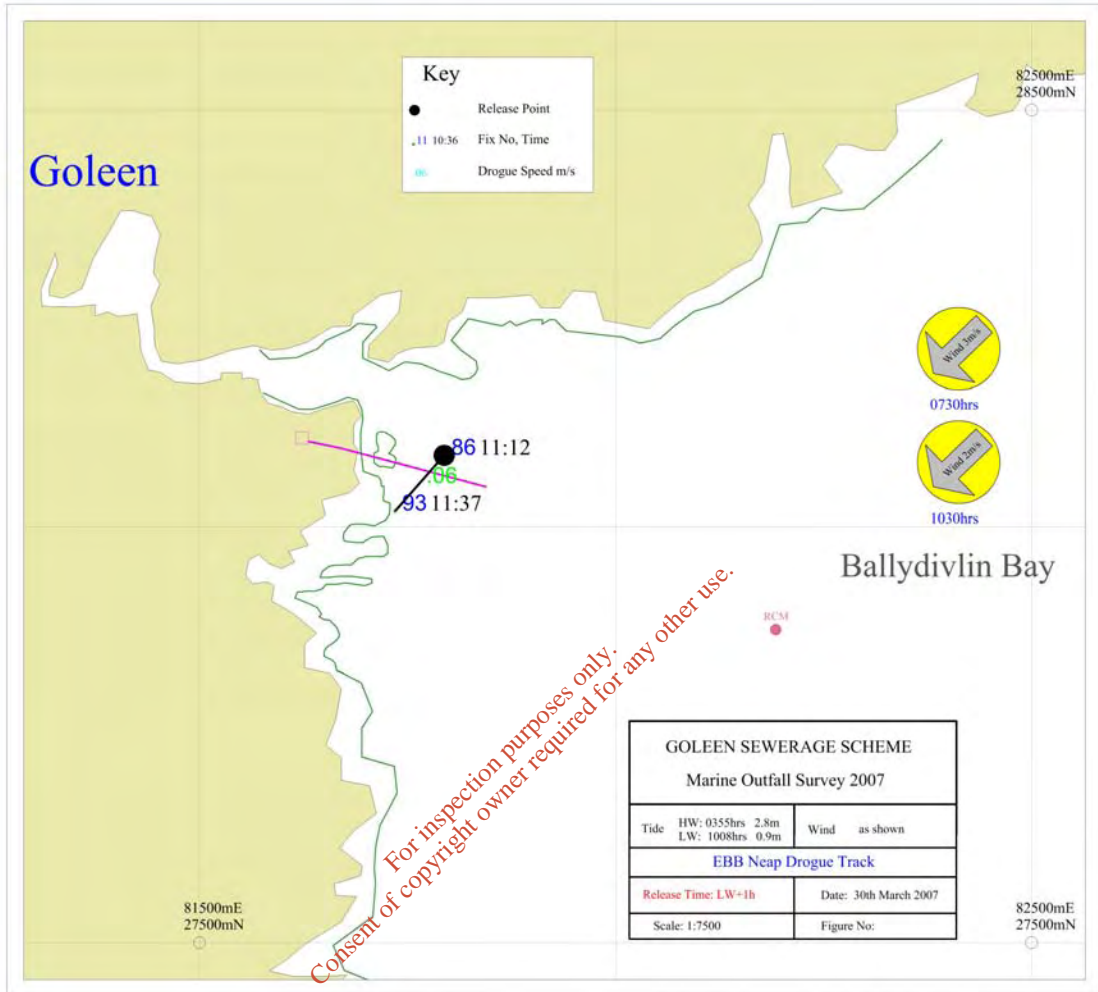 Key
Release Point
.11 10:36 Fix No, Time
.06 Drogue Speed m/s
82500mE
28500mN
Goleen
Wind 3m/s
0730hrs
Wind 2m/s
1030hrs
86 11:12
.06
93 11:37
Ballydivlin Bay
RCM
For inspection purposes only.
Consent of copyright owner required for any other use.
GOLEEN SEWERAGE SCHEME
Marine Outfall Survey 2007
Tide HW: 0355hrs 2.8m
LW: 1008hrs 0.9m
Wind as shown
EBB Neap Drogue Track
Release Time: LW+1h
Date: 30th March 2007
Scale: 1:7500
Figure No:
81500mE
27500mN
82500mE
27500mN